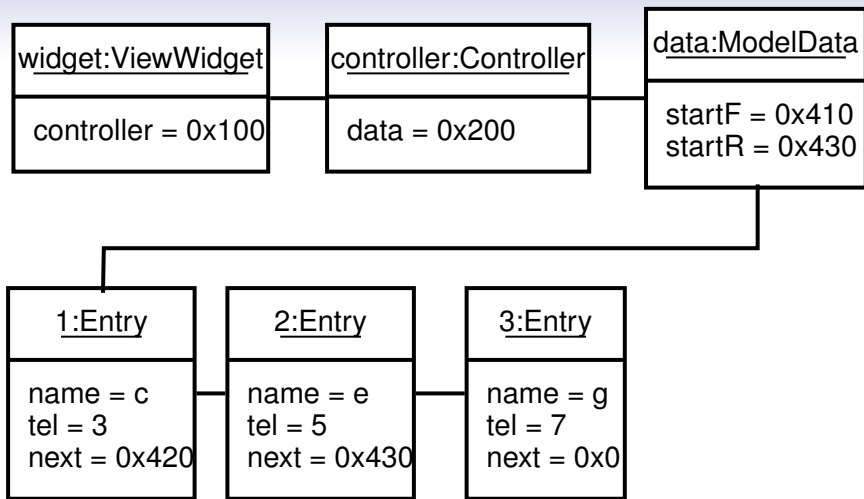 widget:ViewWidget
controller = 0x100
controller:Controller
data = 0x200
data:ModelData
startF = 0x410
startR = 0x430
1:Entry
name = c
tel = 3
next = 0x420
2:Entry
name = e
tel = 5
next = 0x430
3:Entry
name = g
tel = 7
next = 0x0